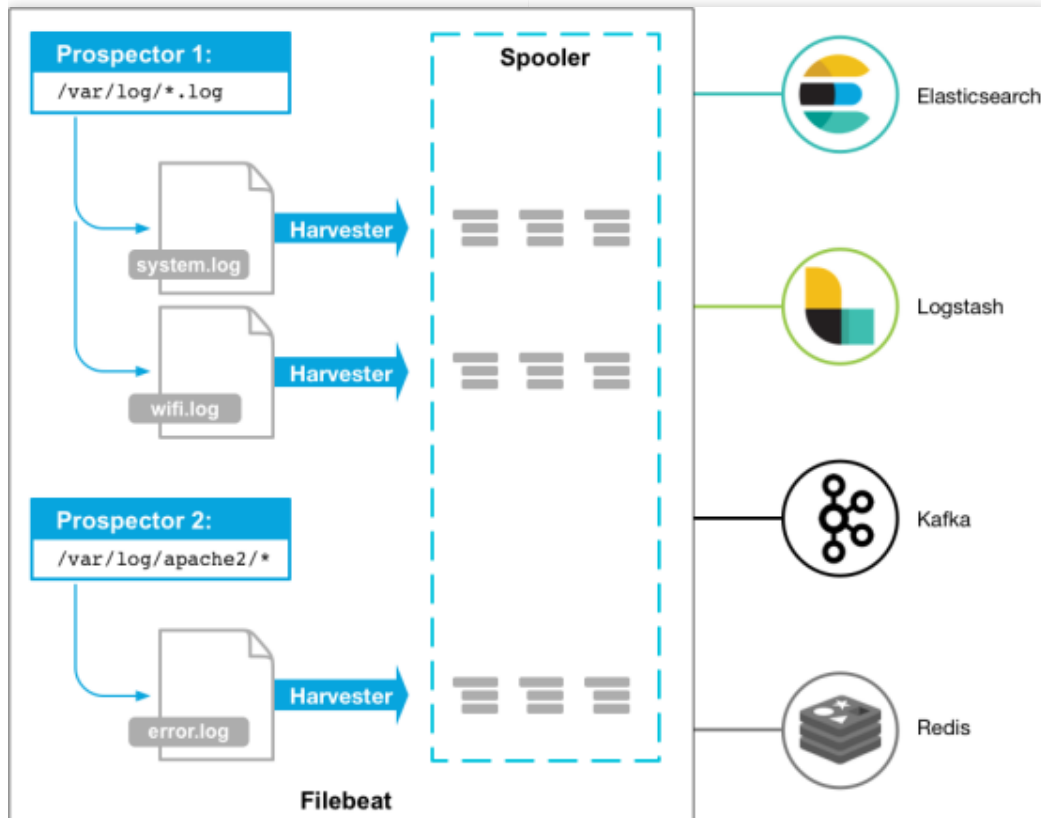 Prospector 1:
/var/log/*.log
Spooler
Elasticsearch
Harvester
system.log
Logstash
Harvester
wifi.log
Prospector 2:
/var/log/apache2/*
Kafka
Harvester
error.log
Redis
Filebeat